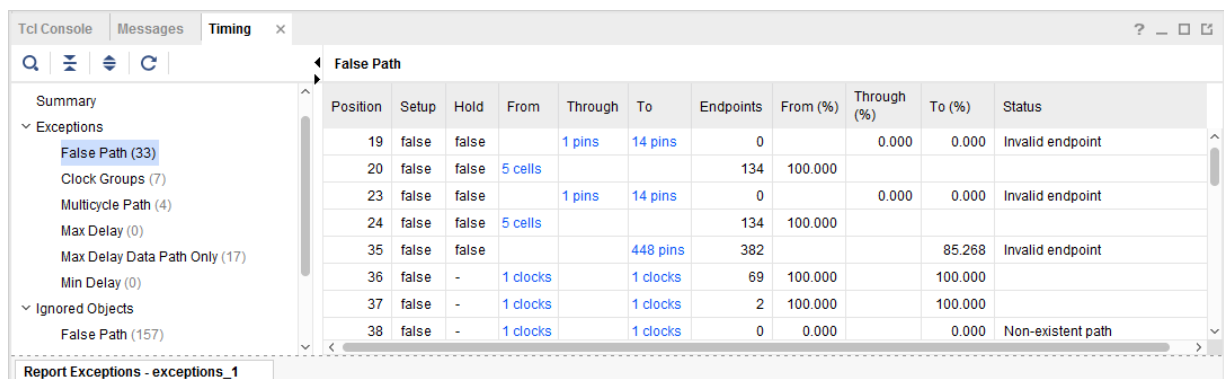 Tcl Console Messages Timing ×
False Path
Summary
Exceptions
False Path (33)
Clock Groups (7)
Multicycle Path (4)
Max Delay (0)
Max Delay Data Path Only (17)
Min Delay (0)
Ignored Objects
False Path (157)
Position Setup Hold From Through To Endpoints From (%) Through (%) To (%) Status
19 false false 1 pins 14 pins 0 0.000 0.000 Invalid endpoint
20 false false 5 cells 134 100.000
23 false false 1 pins 14 pins 0 0.000 0.000 Invalid endpoint
24 false false 5 cells 134 100.000
35 false false 448 pins 382 85.268 Invalid endpoint
36 false - 1 clocks 1 clocks 69 100.000 100.000
37 false - 1 clocks 1 clocks 2 100.000 100.000
38 false - 1 clocks 1 clocks 0 0.000 0.000 Non-existent path
Report Exceptions - exceptions_1